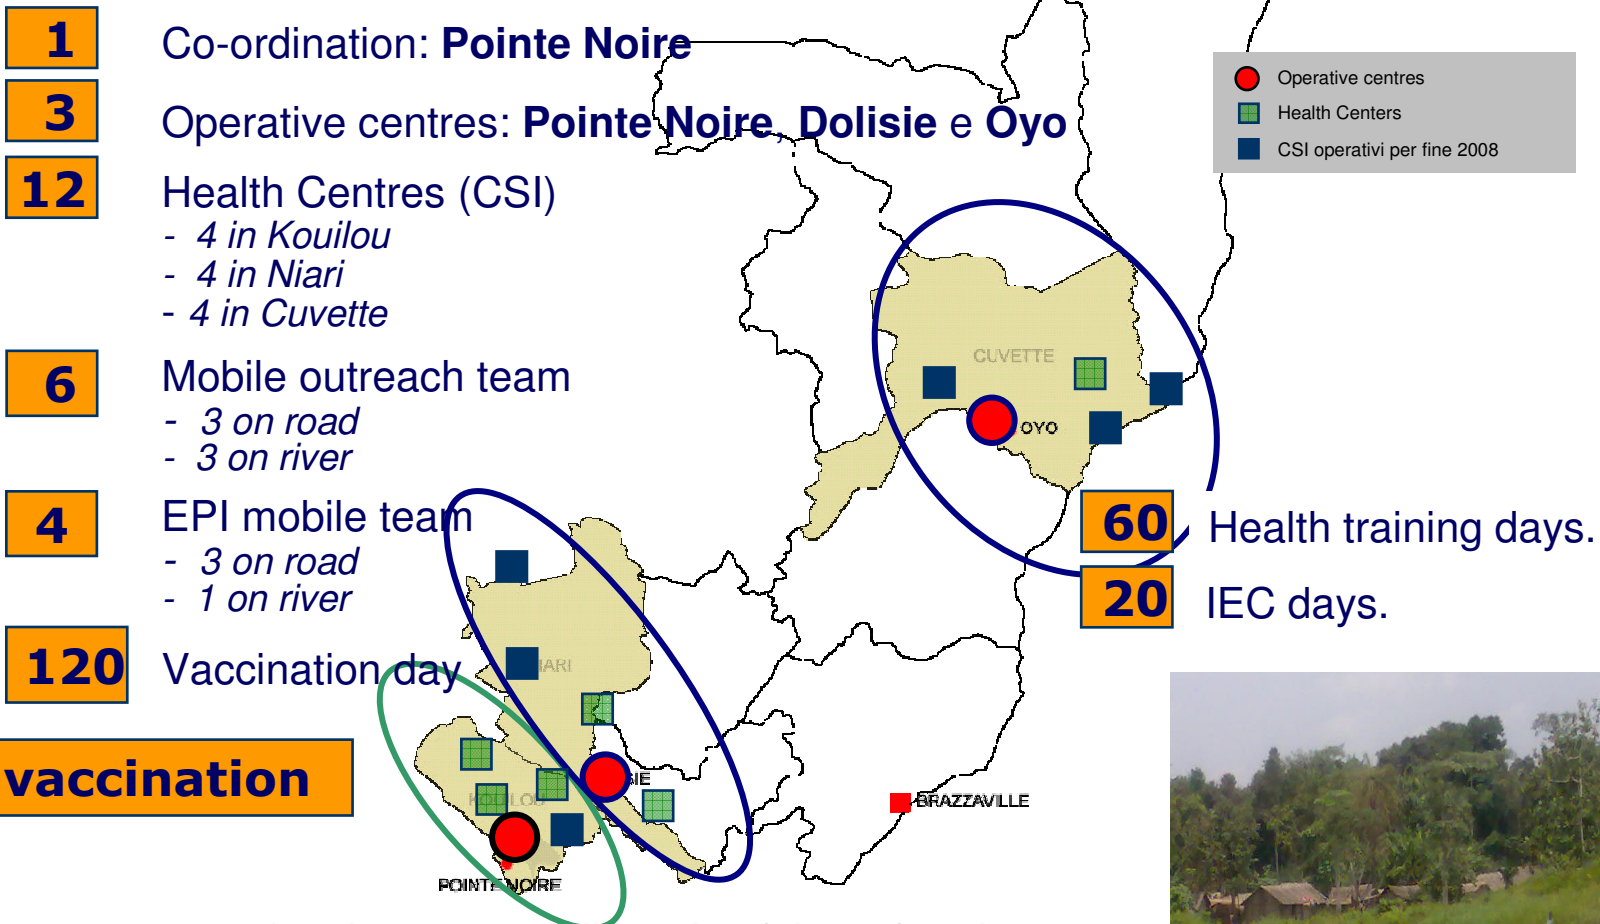 1 Co-ordination: Pointe Noire
3 Operative centres: Pointe Noire, Dolisie e Oyo
12 Health Centres (CSI)
- 4 in Kouilou
- 4 in Niari
- 4 in Cuvette
6 Mobile outreach team
- 3 on road
- 3 on river
4 EPI mobile team
- 3 on road
- 1 on river
120 Vaccination day
vaccination
Operative centres
Health Centers
CSI operativi per fine 2008
CUVETTE
OYO
60 Health training days.
20 IEC days.
IARI
SIE
KOUILOU
BRAZZAVILLE
POINTE NOIRE